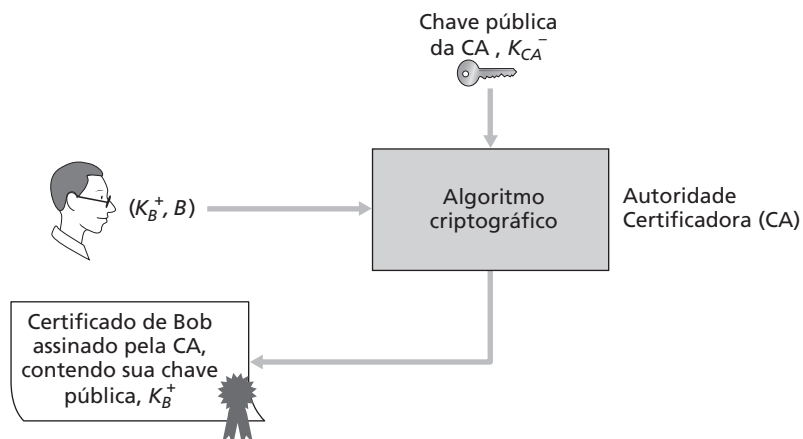 Chave pública
da CA , K_CA^-
(K_B^+, B)
Algoritmo
criptográfico
Autoridade
Certificadora (CA)
Certificado de Bob
assinado pela CA,
contendo sua chave
pública, K_B^+